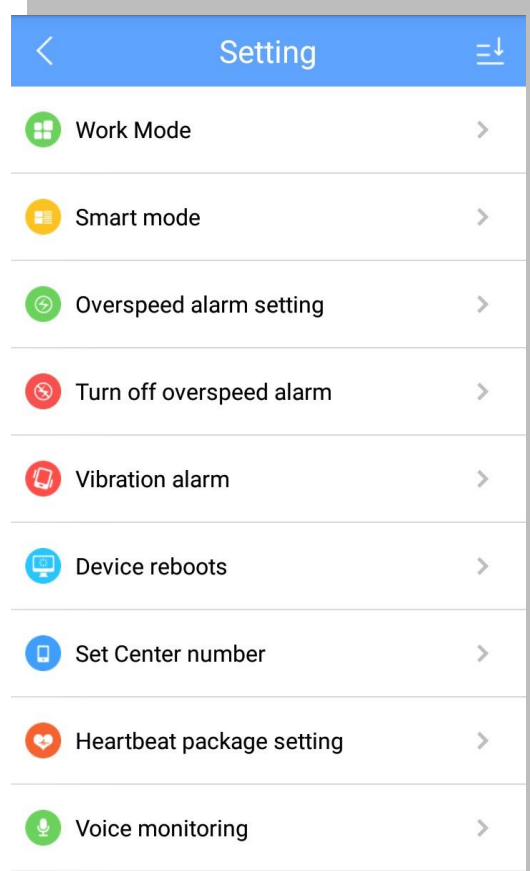 Setting
Work Mode
Smart mode
Overspeed alarm setting
Turn off overspeed alarm
Vibration alarm
Device reboots
Set Center number
Heartbeat package setting
Voice monitoring